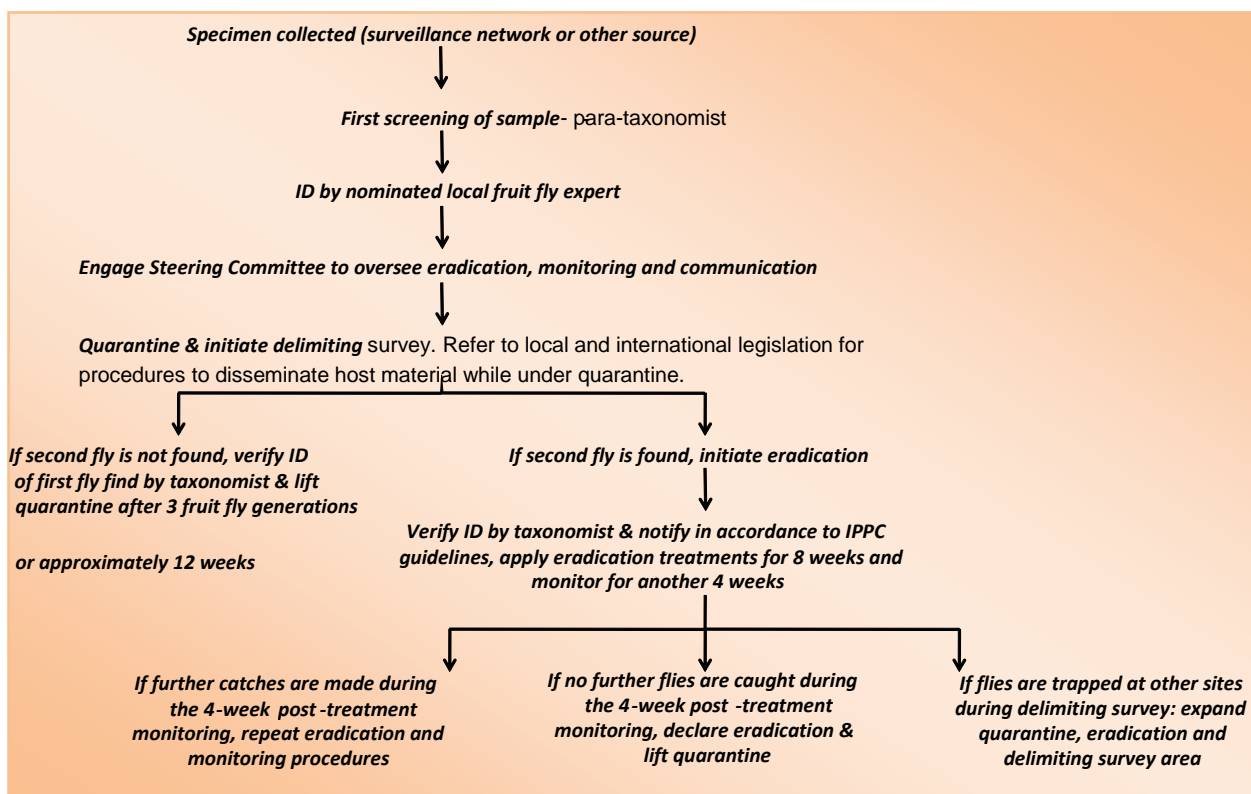 Specimen collected (surveillance network or other source)
First screening of sample- para-taxonomist
ID by nominated local fruit fly expert
Engage Steering Committee to oversee eradication, monitoring and communication
Quarantine & initiate delimiting survey. Refer to local and international legislation for
procedures to disseminate host material while under quarantine.
If second fly is not found, verify ID
of first fly find by taxonomist & lift
quarantine after 3 fruit fly generations
or approximately 12 weeks
If second fly is found, initiate eradication
Verify ID by taxonomist & notify in accordance to IPPC
guidelines, apply eradication treatments for 8 weeks and
monitor for another 4 weeks
If further catches are made during
the 4-week post -treatment
monitoring, repeat eradication and
monitoring procedures
If no further flies are caught during
the 4-week post -treatment
monitoring, declare eradication &
lift quarantine
If flies are trapped at other sites
during delimiting survey: expand
quarantine, eradication and
delimiting survey area